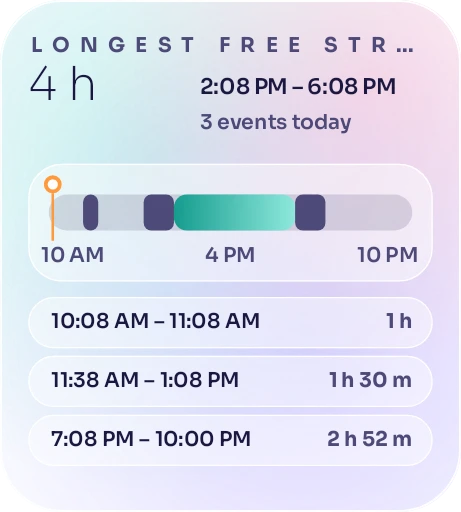 LONGEST FREE STR...
4 h
2:08 PM – 6:08 PM
3 events today
10 AM 4 PM 10 PM
10:08 AM – 11:08 AM 1 h
11:38 AM – 1:08 PM 1 h 30 m
7:08 PM – 10:00 PM 2 h 52 m